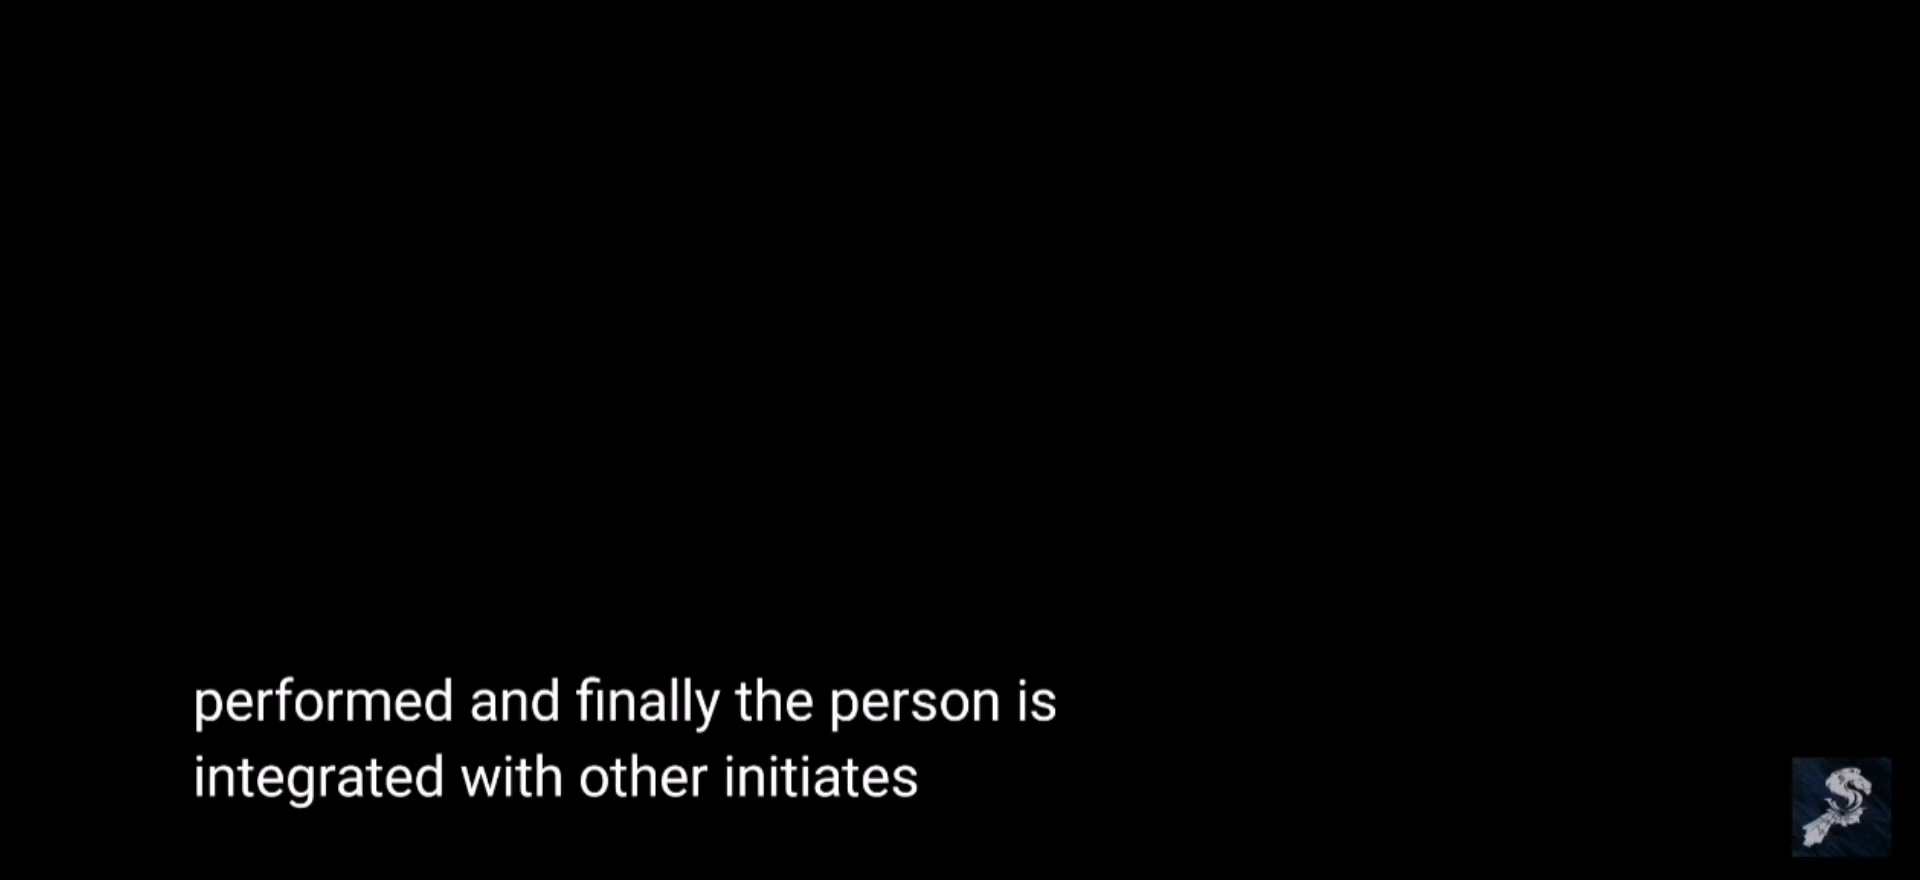 performed and finally the person is
integrated with other initiates